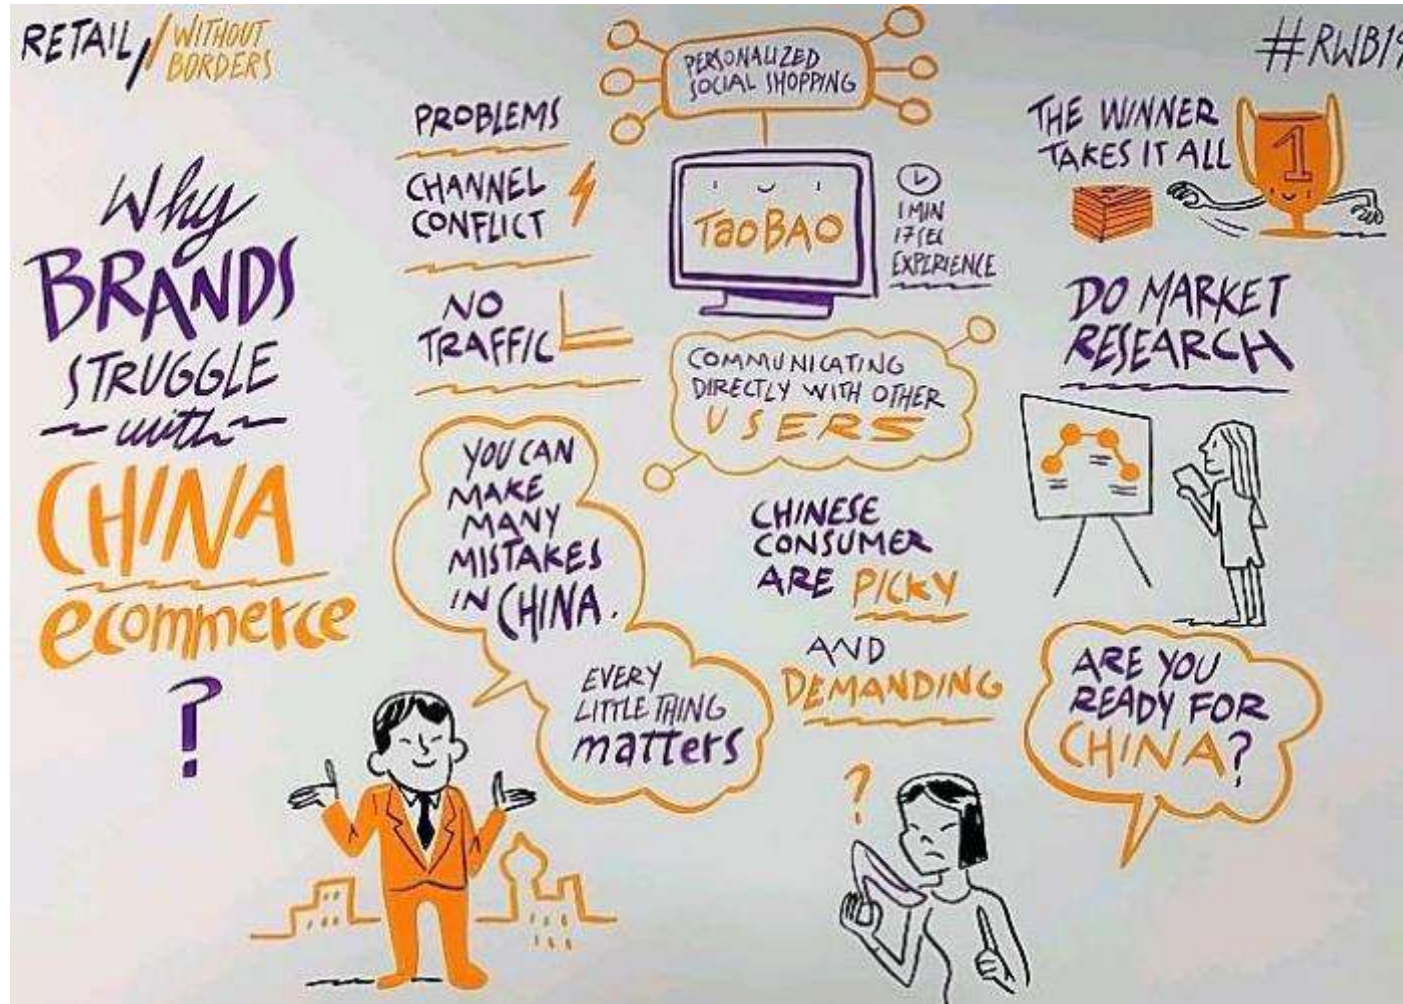 RETAIL//WITHOUT
BORDERS
Why
BRANDS
STRUGGLE
with
CHINA
ecommerce
?
PROBLEMS
CHANNEL
CONFLICT
NO
TRAFFIC
YOU CAN
MAKE
MANY
MISTAKES
IN CHINA.
EVERY
LITTLE THING
matters
PERSONALIZED
SOCIAL SHOPPING
TaoBAO
1 MIN
17 SEC
EXPERIENCE
COMMUNICATING
DIRECTLY WITH OTHER
USERS
CHINESE
CONSUMER
ARE PICKY
AND
DEMANDING
?
#RWB19
THE WINNER
TAKES IT ALL
1
DO MARKET
RESEARCH
ARE YOU
READY FOR
CHINA?